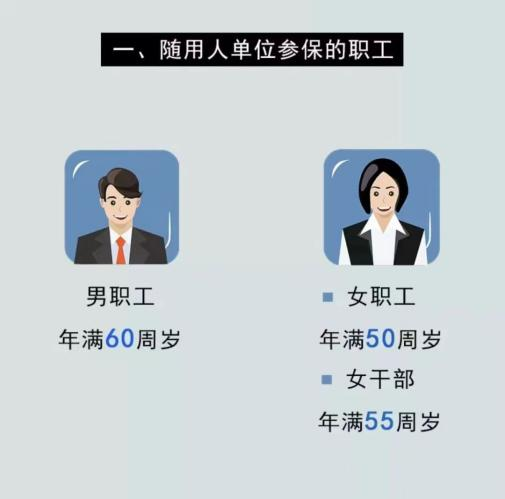 一、随用人单位参保的职工
男职工
年满60周岁
女职工
年满50周岁
女干部
年满55周岁